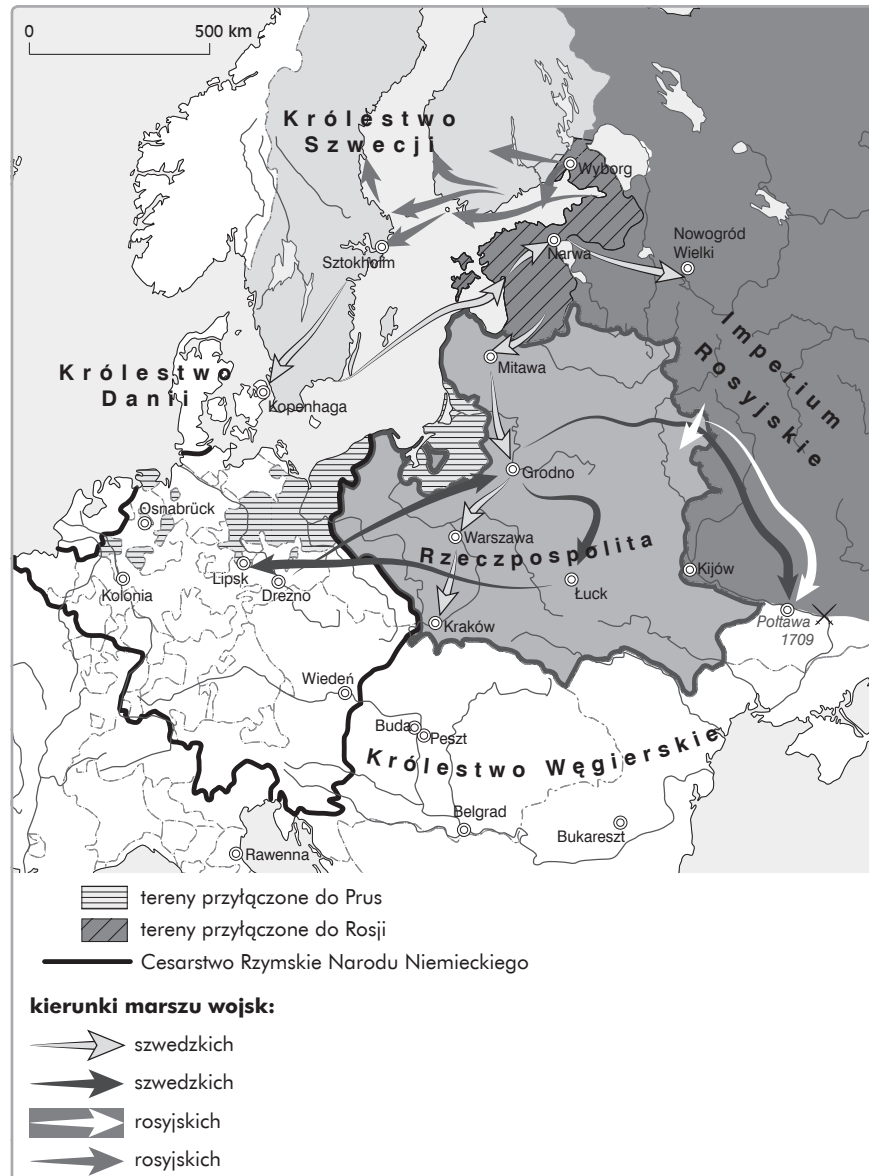 0 500 km
Królestwo
Szwecji
Wyborg
Nowogród
Wielki
Narwa
Sztokholm
Imperium
Rosyjskie
Mitawa
Królestwo
Danii
Kopenhaga
Grodno
Osnabrück
Warszawa
Rzeczpospolita
Kijów
Lipsk
Kolonia
Drezno
Łuck
Kraków
Połtawa
1709
Wiedeń
Buda
Peszt
Królestwo Węgierskie
Belgrad
Bukareszt
Rawenna
tereny przyłączone do Prus
tereny przyłączone do Rosji
Cesarstwo Rzymskie Narodu Niemieckiego
kierunki marszu wojsk:
szwedzkich
szwedzkich
rosyjskich
rosyjskich